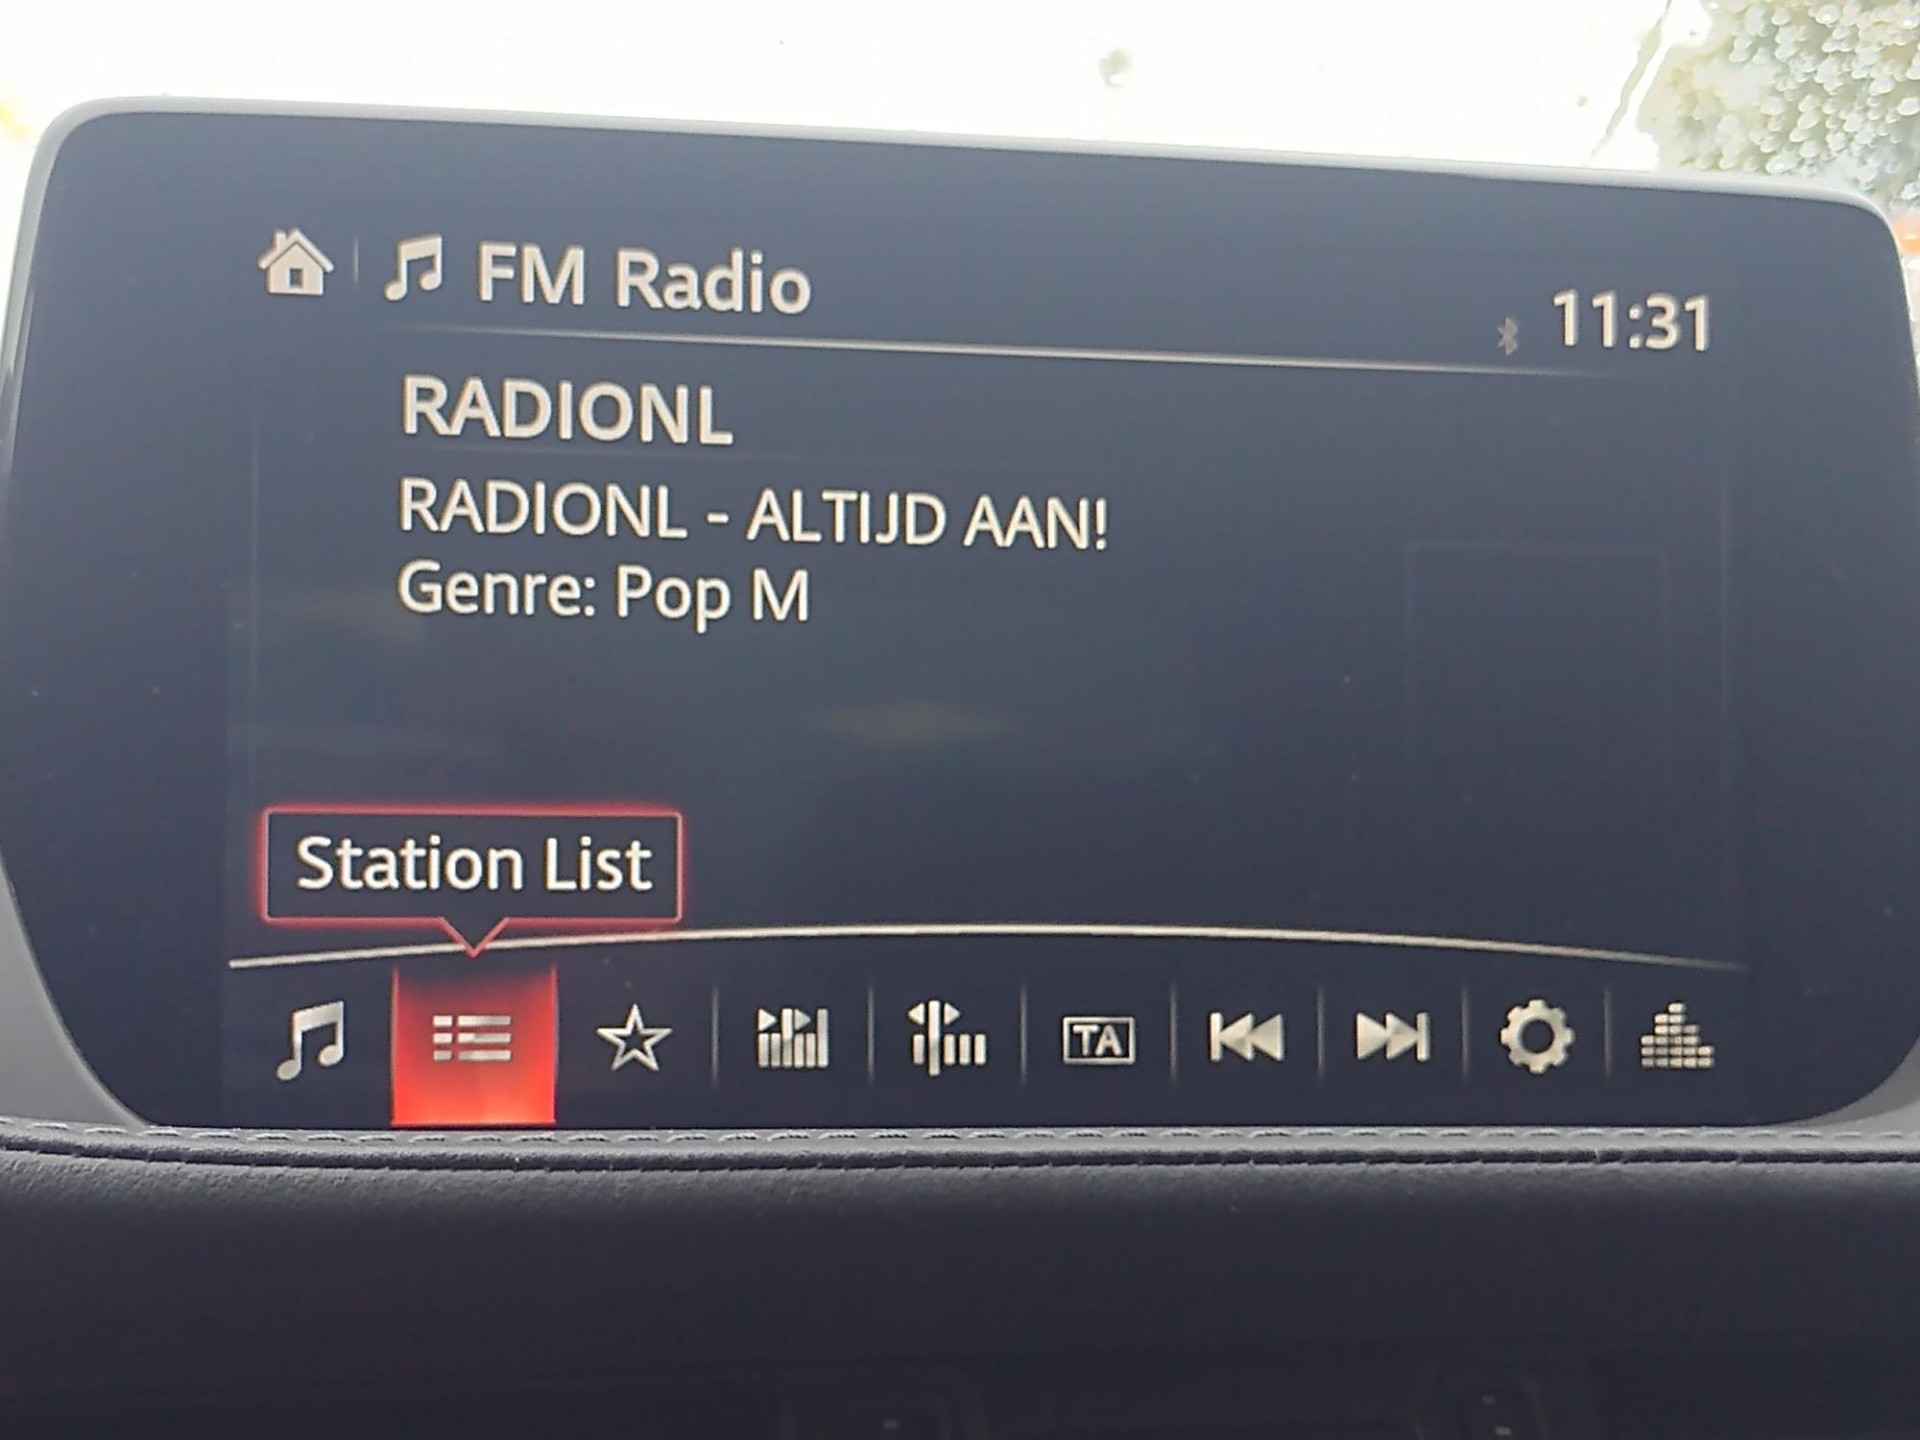 FM Radio
11:31
RADIONL
RADIONL - ALTIJD AAN!
Genre: Pop M
Station List
TA